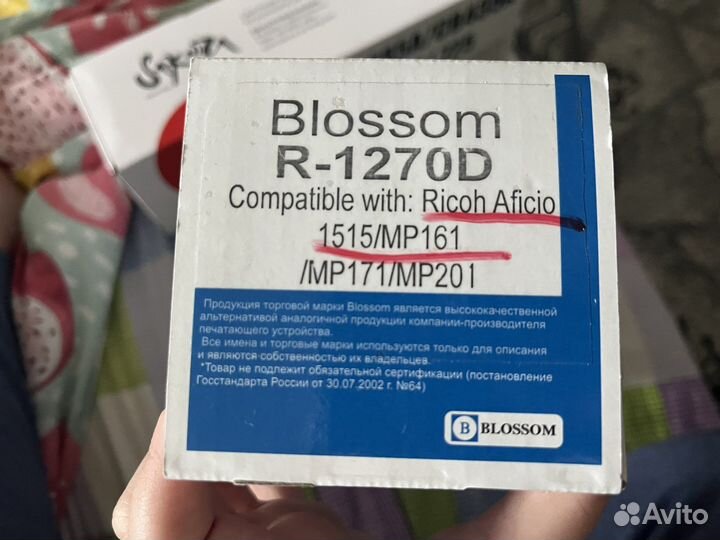 Sakura
Blossom
R-1270D
Compatible with: Ricoh Aficio
1515/MP161
/MP171/MP201
Продукция торговой марки Blossom является высококачественной
альтернативой аналогичной продукции компании-производителя
печатающего устройства.
Все имена и торговые марки используются только для описания
и являются собственностью их владельцев.
*Товар не подлежит обязательной сертификации (постановление
Госстандарта России от 30.07.2002 г. №64)
B BLOSSOM
Avito